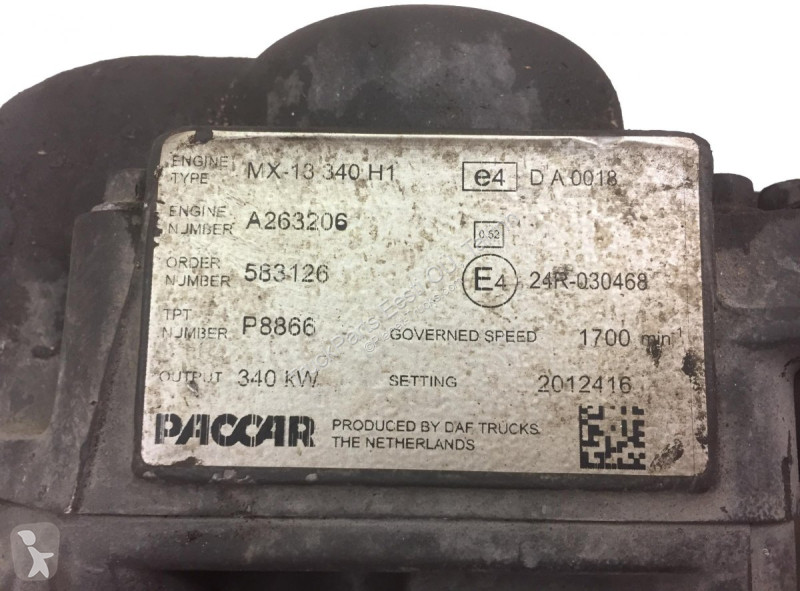 ENGINE TYPE MX-13 340 H1 e4 D A 0018
ENGINE NUMBER A263206 0.52
ORDER NUMBER 583126 E4 24R-030468
TPT NUMBER P8866 GOVERNED SPEED 1700 min-1
OUTPUT 340 kW SETTING 2012416
PACCAR PRODUCED BY DAF TRUCKS
THE NETHERLANDS